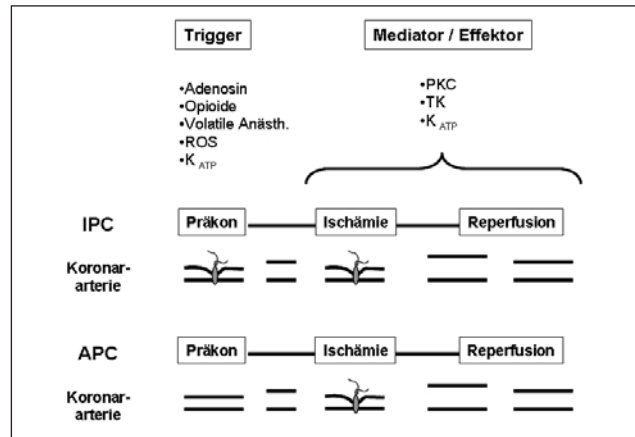 Trigger
Mediator / Effektor
•Adenosin
•Opioide
•Volatile Anästh.
•ROS
•K ATP
•PKC
•TK
•K ATP
IPC
Präkon
Ischämie
Reperfusion
Koronar-
arterie
APC
Präkon
Ischämie
Reperfusion
Koronar-
arterie